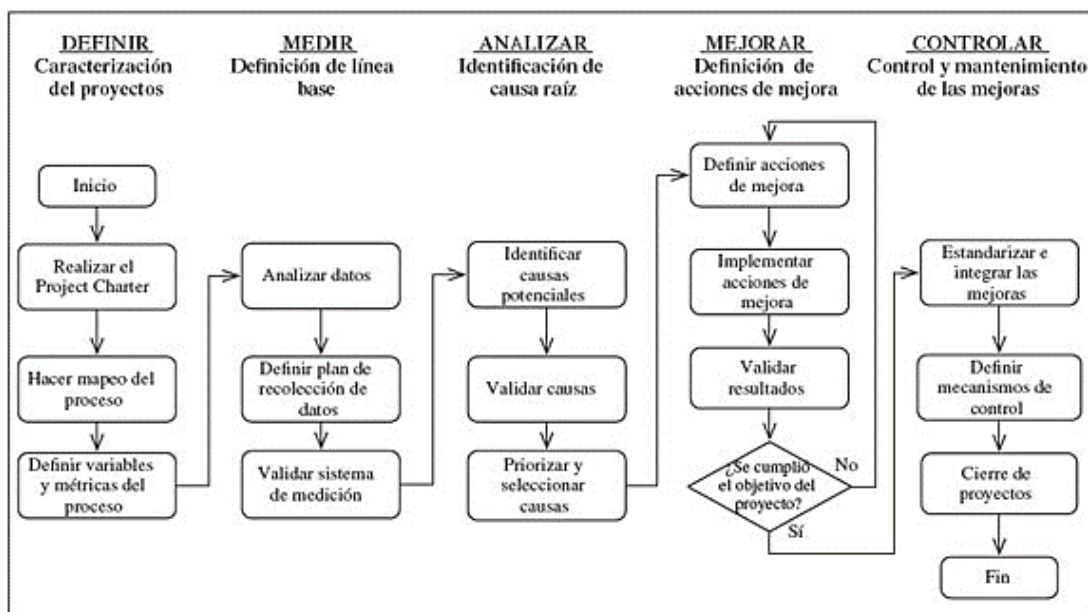 DEFINIR
Caracterización
del proyectos
MEDIR
Definición de línea
base
ANALIZAR
Identificación de
causa raíz
MEJORAR
Definición de
acciones de mejora
CONTROLAR
Control y mantenimiento
de las mejoras
Inicio
Realizar el
Project Charter
Hacer mapeo del
proceso
Definir variables
y métricas del
proceso
Analizar datos
Definir plan de
recolección de
datos
Validar sistema
de medición
Identificar
causas
potenciales
Validar causas
Priorizar y
seleccionar
causas
Definir acciones
de mejora
Implementar
acciones de
mejora
Validar
resultados
¿Se cumplió
el objetivo del
proyecto?
No
Sí
Estandarizar e
integrar las
mejoras
Definir
mecanismos de
control
Cierre de
proyectos
Fin